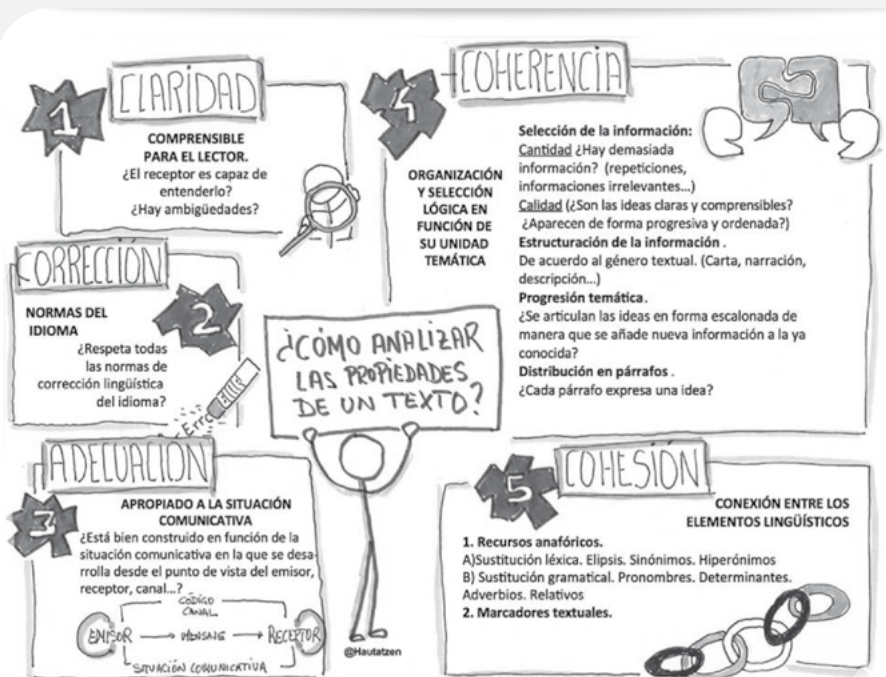 1
CLARIDAD
COMPRENSIBLE
PARA EL LECTOR.
¿El receptor es capaz de
entenderlo?
¿Hay ambigüedades?
CORRECCIÓN
2
NORMAS DEL
IDIOMA
¿Respeta todas
las normas de
corrección lingüística
del idioma?
Erro
ADECUACIÓN
3
APROPIADO A LA SITUACIÓN
COMUNICATIVA
¿Está bien construido en función de la
situación comunicativa en la que se desa-
rrolla desde el punto de vista del emisor,
receptor, canal...?
CÓDIGO
CANAL
EMISOR → MENSAJE → RECEPTOR
SITUACIÓN COMUNICATIVA
¿CÓMO ANALIZAR
LAS PROPIEDADES
DE UN TEXTO?
@Hautatzen
4
COHERENCIA
ORGANIZACIÓN
Y SELECCIÓN
LÓGICA EN
FUNCIÓN DE
SU UNIDAD
TEMÁTICA
Selección de la información:
Cantidad ¿Hay demasiada
información? (repeticiones,
informaciones irrelevantes...)
Calidad (¿Son las ideas claras y comprensibles?
¿Aparecen de forma progresiva y ordenada?)
Estructuración de la información .
De acuerdo al género textual. (Carta, narración,
descripción...)
Progresión temática.
¿Se articulan las ideas en forma escalonada de
manera que se añade nueva información a la ya
conocida?
Distribución en párrafos .
¿Cada párrafo expresa una idea?
5
COHESIÓN
CONEXIÓN ENTRE LOS
ELEMENTOS LINGÜÍSTICOS
1. Recursos anafóricos.
A)Sustitución léxica. Elipsis. Sinónimos. Hiperónimos
B) Sustitución gramatical. Pronombres. Determinantes.
Adverbios. Relativos
2. Marcadores textuales.